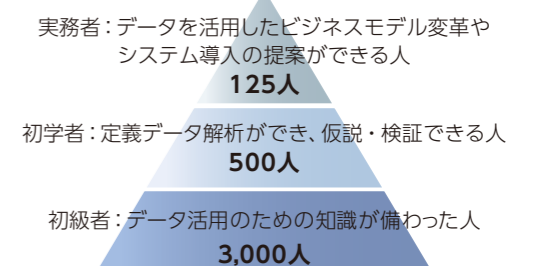 実務者：データを活用したビジネスモデル変革や
システム導入の提案ができる人
125人
初学者：定義データ解析ができ、仮説・検証できる人
500人
初級者：データ活用のための知識が備わった人
3,000人